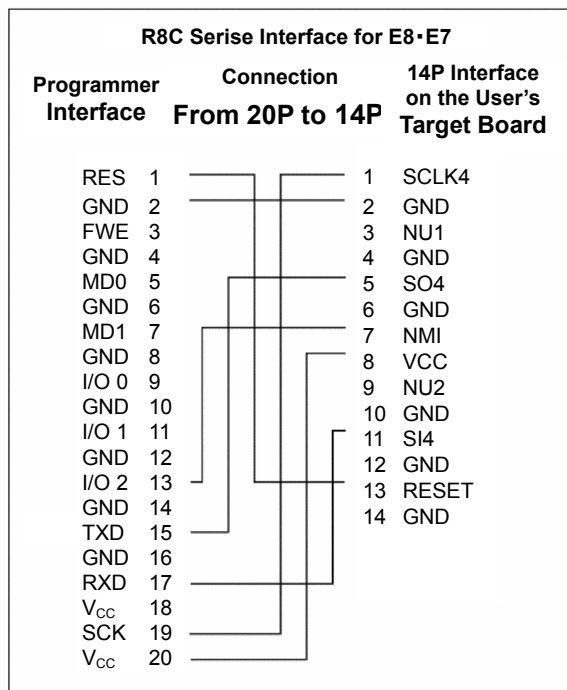 R8C Serise Interface for E8･E7
Programmer
Interface
Connection
From 20P to 14P
14P Interface
on the User's
Target Board
RES 1
GND 2
FWE 3
GND 4
MD0 5
GND 6
MD1 7
GND 8
I/O 0 9
GND 10
I/O 1 11
GND 12
I/O 2 13
GND 14
TXD 15
GND 16
RXD 17
VCC 18
SCK 19
VCC 20
1 SCLK4
2 GND
3 NU1
4 GND
5 SO4
6 GND
7 NMI
8 VCC
9 NU2
10 GND
11 SI4
12 GND
13 RESET
14 GND